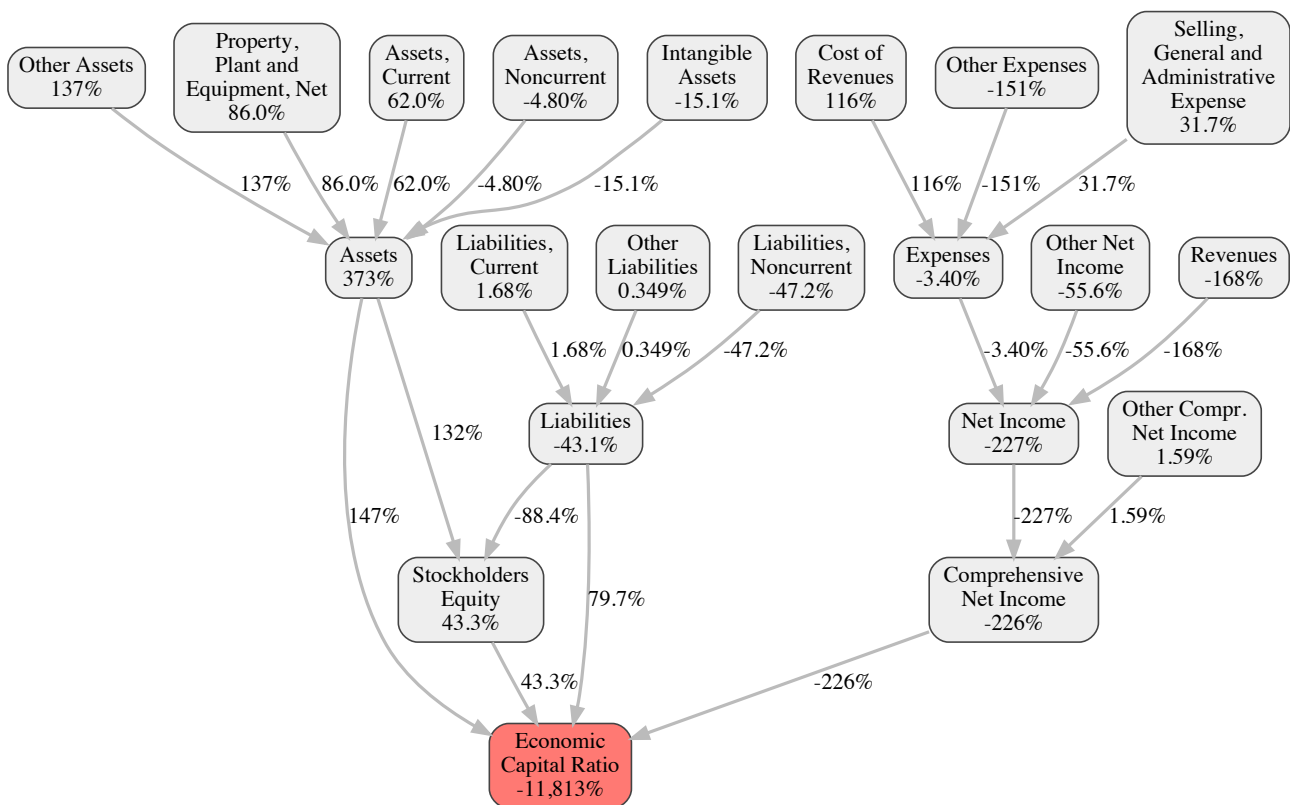 Other Assets
137%
Property,
Plant and
Equipment, Net
86.0%
Assets,
Current
62.0%
Assets,
Noncurrent
-4.80%
Intangible
Assets
-15.1%
Cost of
Revenues
116%
Other Expenses
-151%
Selling,
General and
Administrative
Expense
31.7%
137%
86.0%
62.0%
-4.80%
-15.1%
116%
-151%
31.7%
Assets
373%
Liabilities,
Current
1.68%
Other
Liabilities
0.349%
Liabilities,
Noncurrent
-47.2%
Expenses
-3.40%
Other Net
Income
-55.6%
Revenues
-168%
1.68%
0.349%
-47.2%
-3.40%
-55.6%
-168%
Liabilities
-43.1%
Net Income
-227%
Other Compr.
Net Income
1.59%
132%
147%
-88.4%
-227%
1.59%
Stockholders
Equity
43.3%
79.7%
Comprehensive
Net Income
-226%
43.3%
-226%
Economic
Capital Ratio
-11,813%